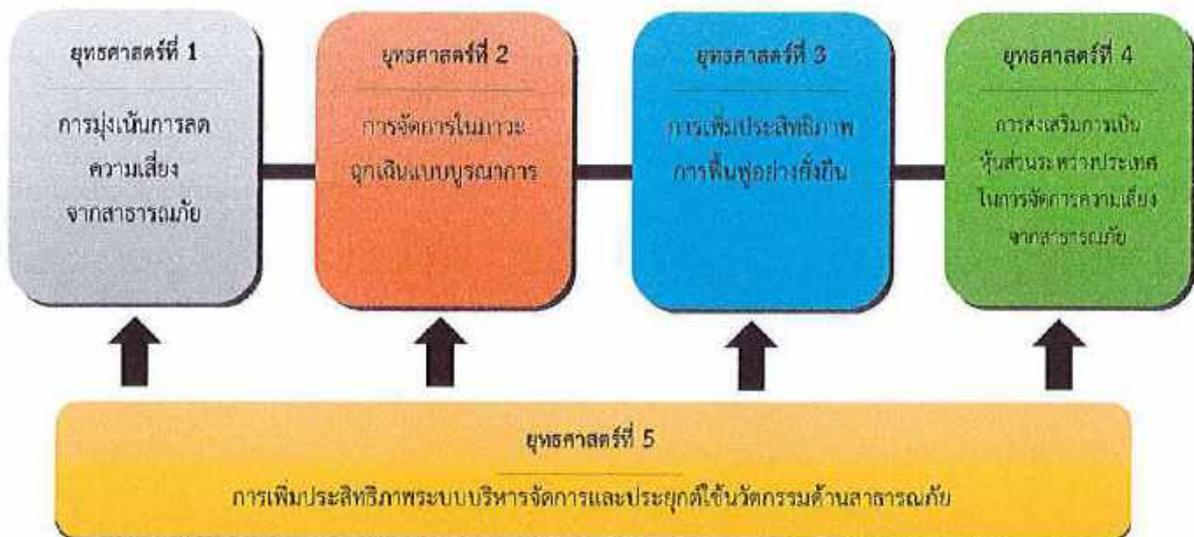 ยุทธศาสตร์ที่ 1
การมุ่งเน้นการลด
ความเสี่ยง
จากสาธารณภัย
ยุทธศาสตร์ที่ 2
การจัดการในภาวะ
ฉุกเฉินแบบบูรณาการ
ยุทธศาสตร์ที่ 3
การเพิ่มประสิทธิภาพ
การฟื้นฟูอย่างยั่งยืน
ยุทธศาสตร์ที่ 4
การส่งเสริมการเป็น
หุ้นส่วนระหว่างประเทศ
ในการจัดการความเสี่ยง
จากสาธารณภัย
ยุทธศาสตร์ที่ 5
การเพิ่มประสิทธิภาพระบบบริหารจัดการและประยุกต์ใช้นวัตกรรมด้านสาธารณภัย